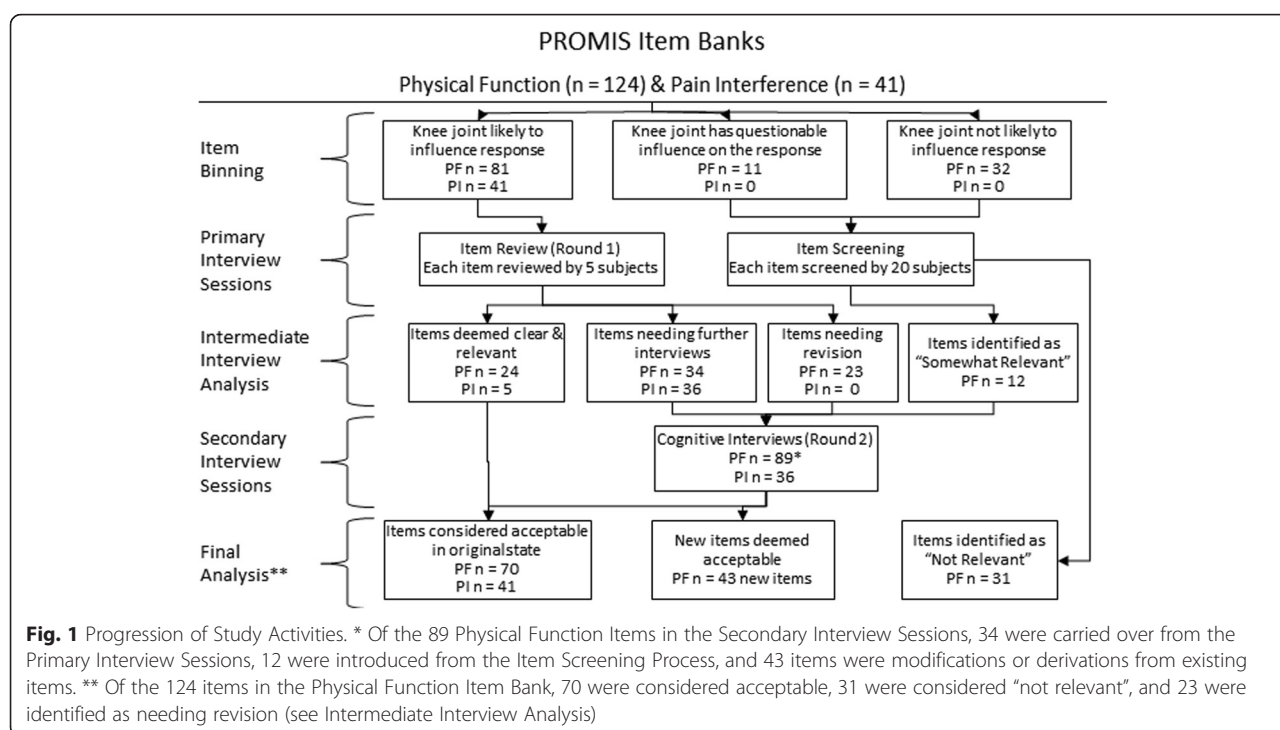 PROMIS Item Banks
Physical Function (n = 124) & Pain Interference (n = 41)
Item
Binning
Knee joint likely to
influence response
PF n = 81
PI n = 41
Knee joint has questionable
influence on the response
PF n = 11
PI n = 0
Knee joint not likely to
influence response
PF n = 32
PI n = 0
Primary
Interview
Sessions
Item Review (Round 1)
Each item reviewed by 5 subjects
Item Screening
Each item screened by 20 subjects
Intermediate
Interview
Analysis
Items deemed clear &
relevant
PF n = 24
PI n = 5
Items needing further
interviews
PF n = 34
PI n = 36
Items needing
revision
PF n = 23
PI n = 0
Items identified as
"Somewhat Relevant"
PF n = 12
Secondary
Interview
Sessions
Cognitive Interviews (Round 2)
PF n = 89*
PI n = 36
Final
Analysis**
Items considered acceptable
in original state
PF n = 70
PI n = 41
New items deemed
acceptable
PF n = 43 new items
Items identified as
"Not Relevant"
PF n = 31
Fig. 1 Progression of Study Activities. * Of the 89 Physical Function Items in the Secondary Interview Sessions, 34 were carried over from the
Primary Interview Sessions, 12 were introduced from the Item Screening Process, and 43 items were modifications or derivations from existing
items. ** Of the 124 items in the Physical Function Item Bank, 70 were considered acceptable, 31 were considered "not relevant", and 23 were
identified as needing revision (see Intermediate Interview Analysis)